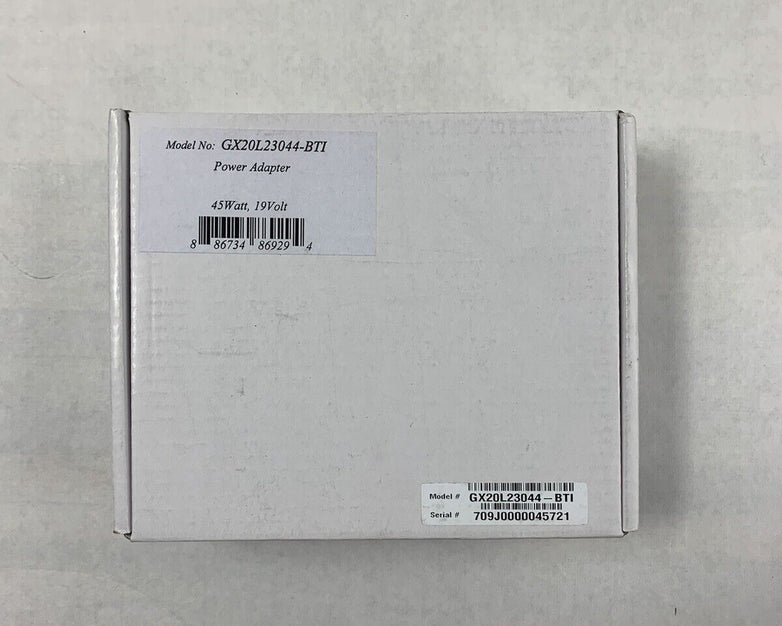 Model No: GX20L23044-BTI
Power Adapter
45Watt, 19Volt
8 86734 86929 4
Model # GX20L23044-BTI
Serial # 709J0000045721